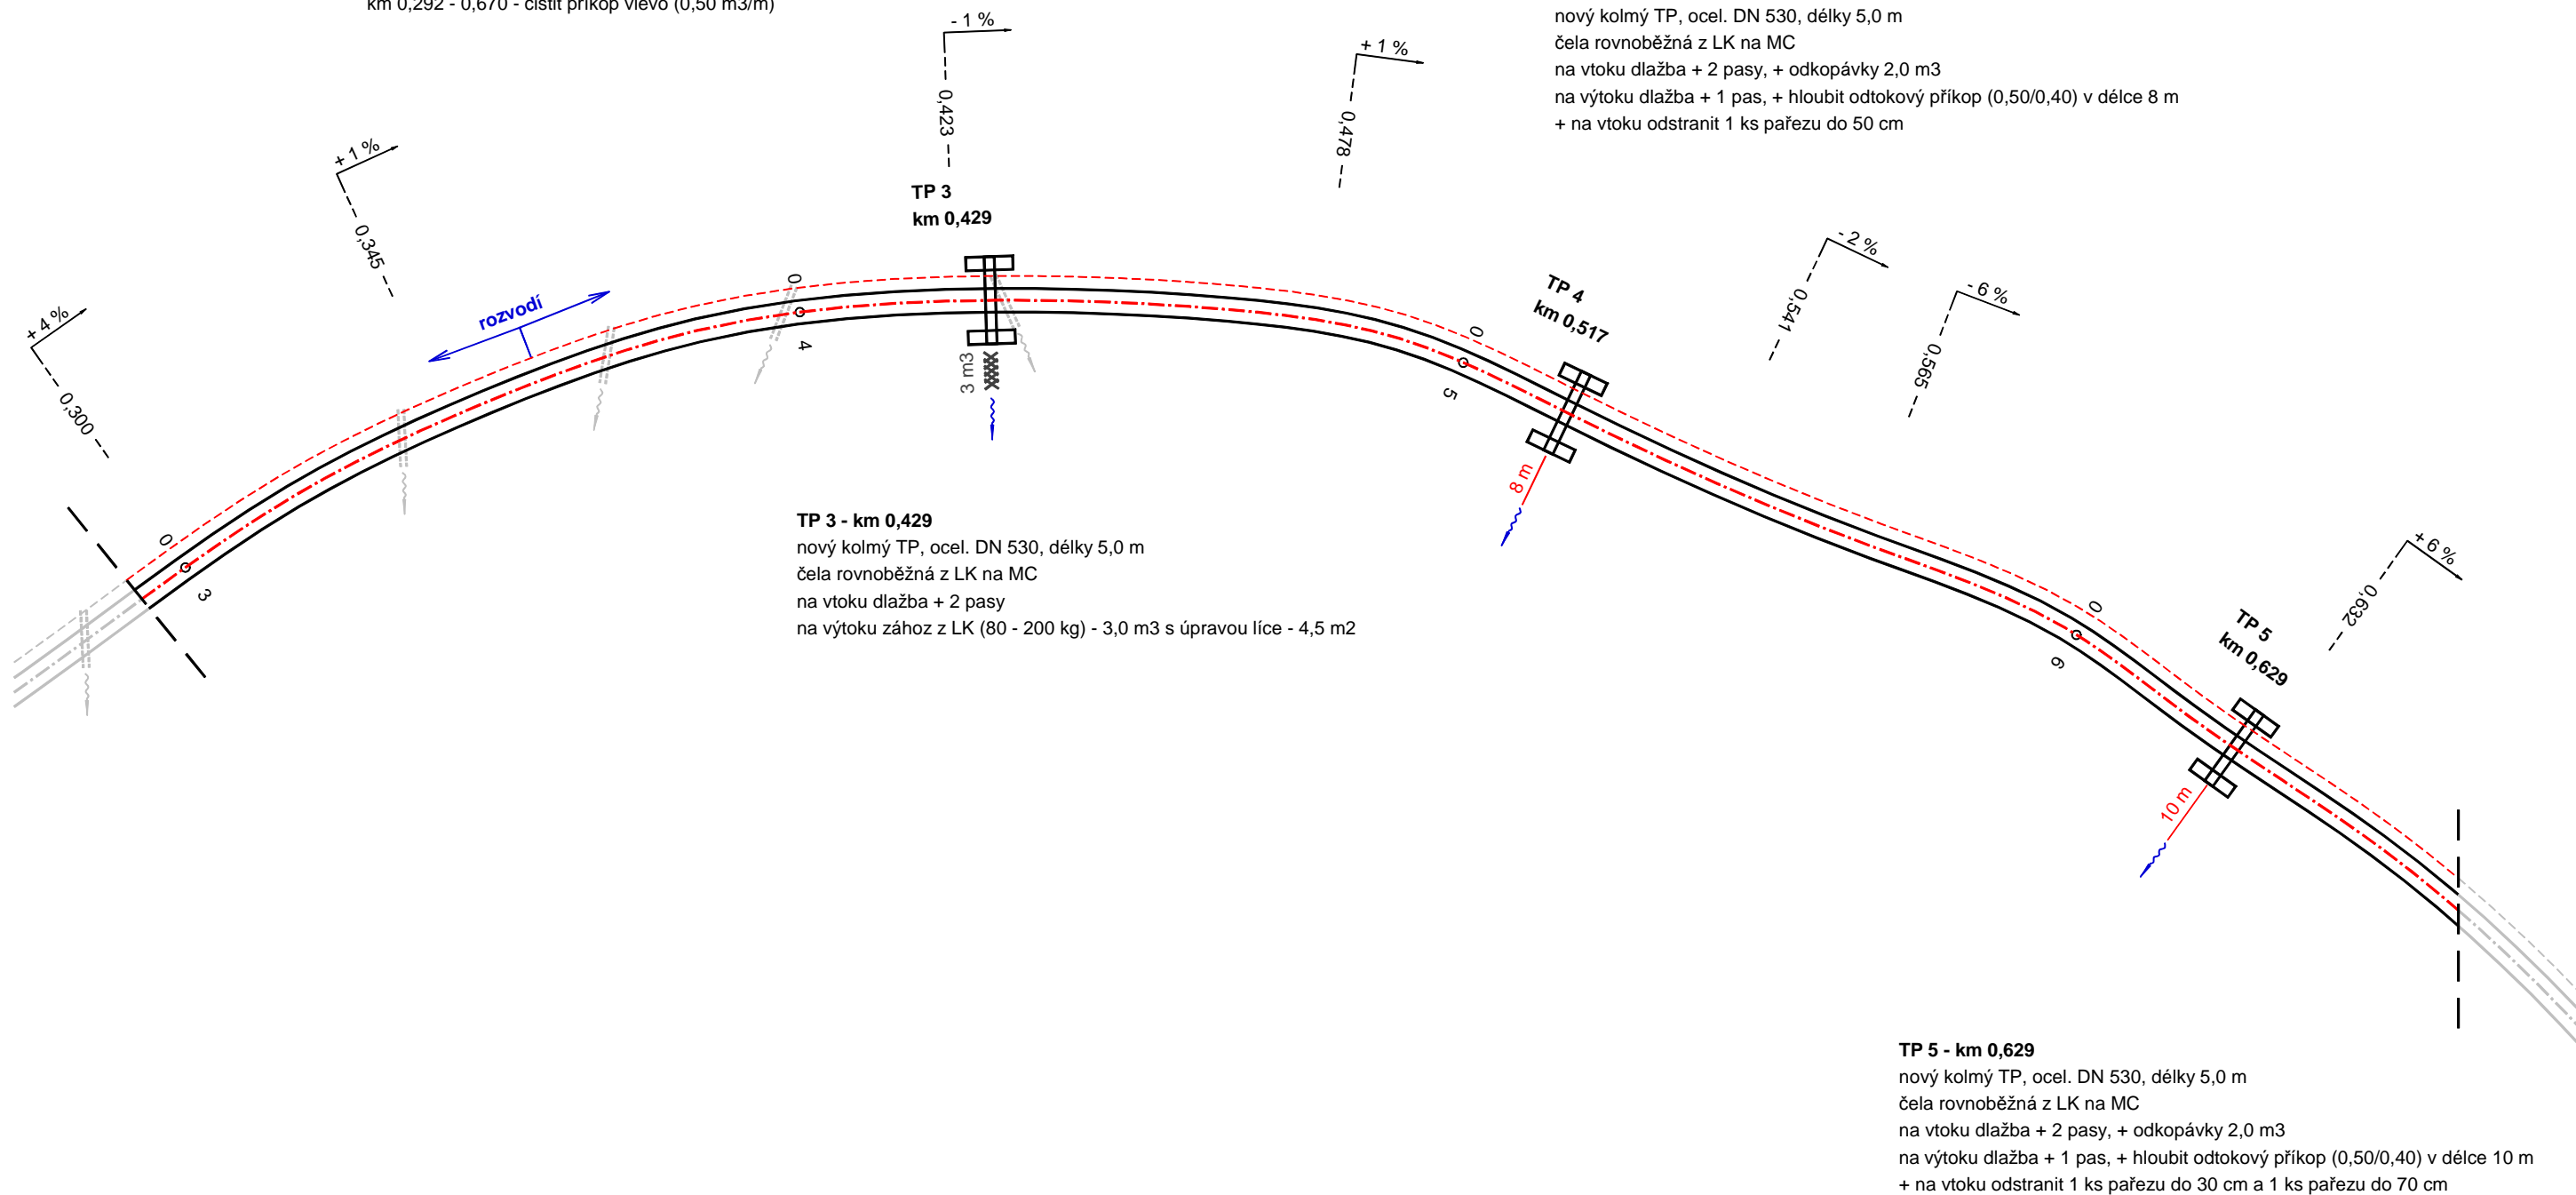 km 0,292 - 0,670 - čistit příkop vlevo (0,50 m3/m)
nový kolmý TP, ocel. DN 530, délky 5,0 m
čela rovnoběžná z LK na MC
na vtoku dlažba + 2 pasy, + odkopávky 2,0 m3
na výtoku dlažba + 1 pas, + hloubit odtokový příkop (0,50/0,40) v délce 8 m
+ na vtoku odstranit 1 ks pařezu do 50 cm
+ 4 %
0,300
+ 1 %
0,345
- 1 %
0,423
+ 1 %
0,478
- 2 %
0,541
- 6 %
0,565
+ 6 %
0,632
rozvodí
TP 3
km 0,429
TP 4
km 0,517
TP 5
km 0,629
0
3
0
4
0
5
0
6
3 m3
8 m
10 m
TP 3 - km 0,429
nový kolmý TP, ocel. DN 530, délky 5,0 m
čela rovnoběžná z LK na MC
na vtoku dlažba + 2 pasy
na výtoku zához z LK (80 - 200 kg) - 3,0 m3 s úpravou líce - 4,5 m2
TP 5 - km 0,629
nový kolmý TP, ocel. DN 530, délky 5,0 m
čela rovnoběžná z LK na MC
na vtoku dlažba + 2 pasy, + odkopávky 2,0 m3
na výtoku dlažba + 1 pas, + hloubit odtokový příkop (0,50/0,40) v délce 10 m
+ na vtoku odstranit 1 ks pařezu do 30 cm a 1 ks pařezu do 70 cm